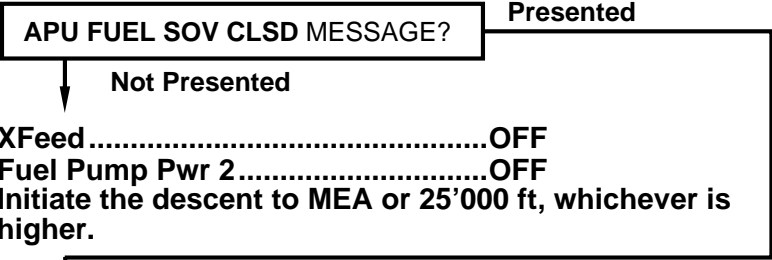 Presented
APU FUEL SOV CLSD MESSAGE?
Not Presented
XFeed................................................OFF
Fuel Pump Pwr 2..............................OFF
Initiate the descent to MEA or 25'000 ft, whichever is
higher.